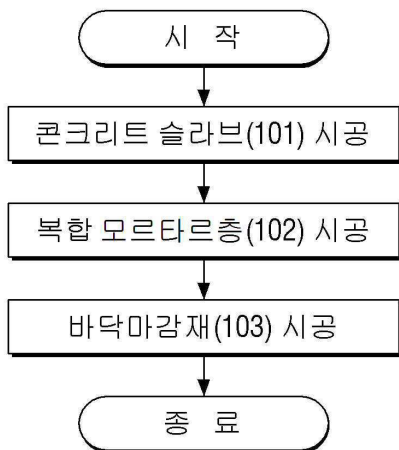 시 작
콘크리트 슬라브(101) 시공
복합 모르타르층(102) 시공
바닥마감재(103) 시공
종 료